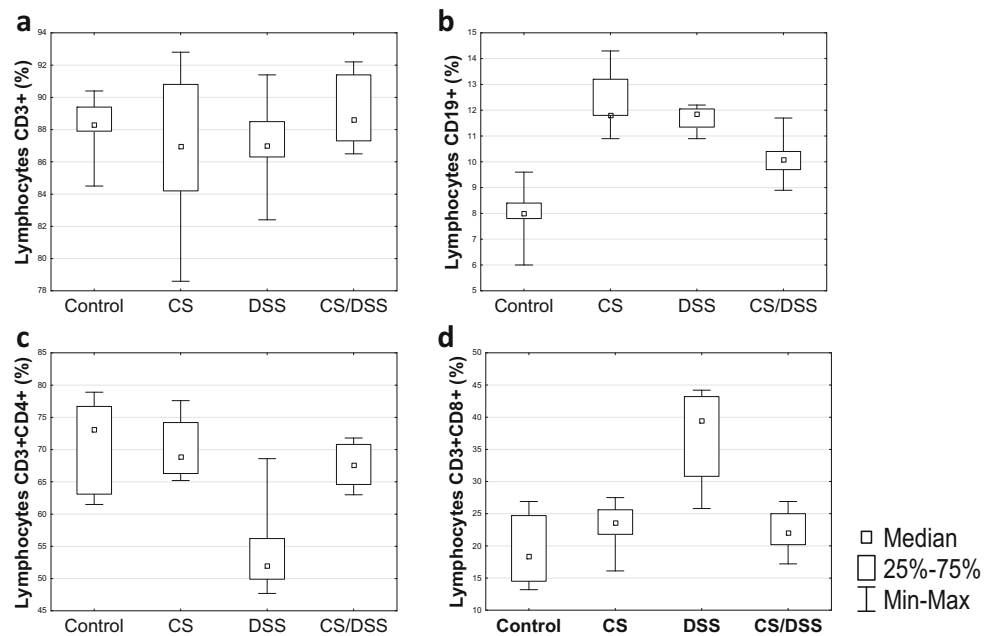 a
Lymphocytes CD3+ (%)
94
92
90
88
86
84
82
80
78
Control CS DSS CS/DSS
b
Lymphocytes CD19+ (%)
15
14
13
12
11
10
9
8
7
6
5
Control CS DSS CS/DSS
c
Lymphocytes CD3+CD4+ (%)
85
80
75
70
65
60
55
50
45
Control CS DSS CS/DSS
d
Lymphocytes CD3+CD8+ (%)
50
45
40
35
30
25
20
15
10
Control CS DSS CS/DSS
Median
25%-75%
Min-Max